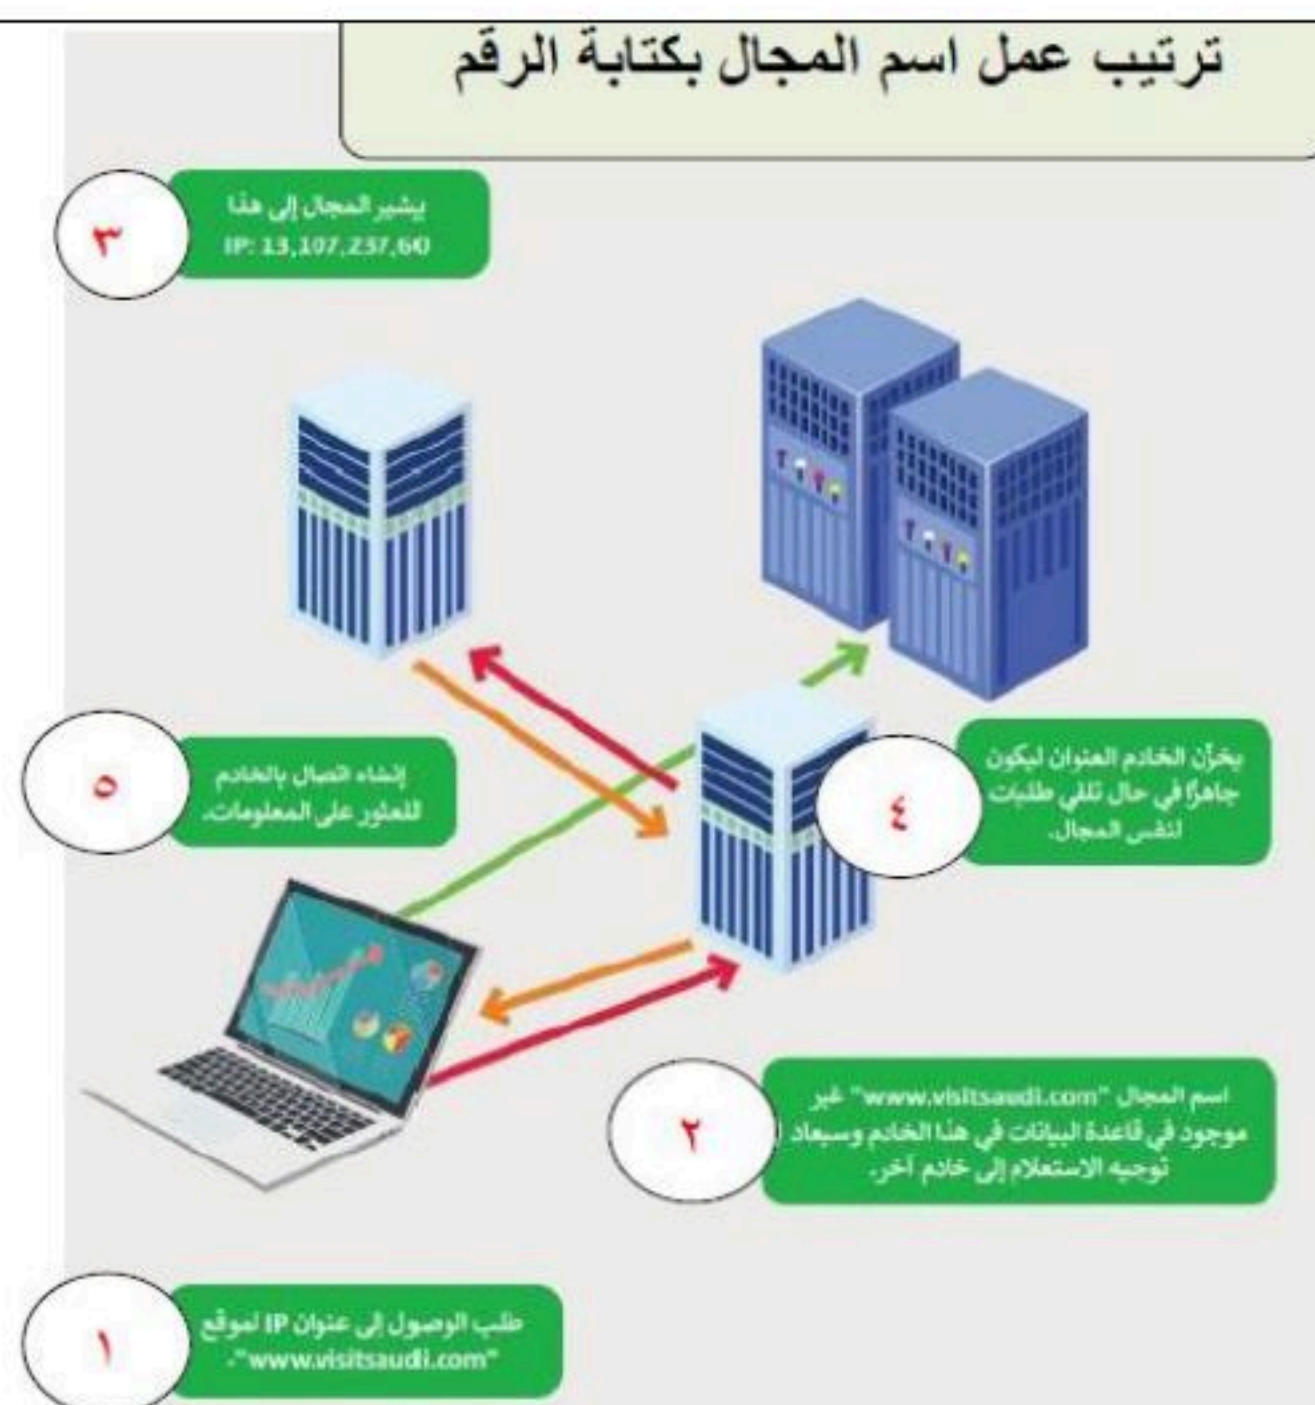 ترتيب عمل اسم المجال بكتابة الرقم
٣
يشير المجال إلى هذا
IP: 13,107,237,60
٥
إنشاء اتصال بالخادم
للعثور على المعلومات.
٤
يخزّن الخادم العنوان ليكون
جاهزًا في حال تلقي طلبات
لنفس المجال.
٢
اسم المجال "www.visitsaudi.com" غير
موجود في قاعدة البيانات في هذا الخادم وسيعاد
توجيه الاستعلام إلى خادم آخر.
١
طلب الوصول إلى عنوان IP لموقع
"www.visitsaudi.com".